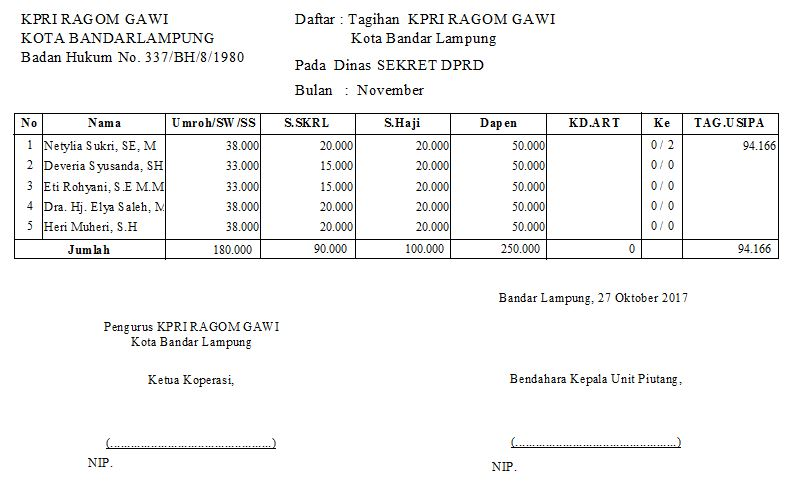 KPRI RAGOM GAWI
KOTA BANDARLAMPUNG
Badan Hukum No. 337/BH/8/1980
Daftar : Tagihan KPRI RAGOM GAWI
Kota Bandar Lampung
Pada Dinas SEKRET DPRD
Bulan : November
No Nama Umroh/SW/SS S.SKRL S.Haji Dapen KD.ART Ke TAG.USIPA
1 Netylia Sukri, SE, M 38.000 20.000 20.000 50.000 0 / 2 94.166
2 Deveria Syusanda, SH 33.000 15.000 20.000 50.000 0 / 0
3 Eti Rohyani, S.E M.M 33.000 15.000 20.000 50.000 0 / 0
4 Dra. Hj. Elya Saleh, M 38.000 20.000 20.000 50.000 0 / 0
5 Heri Muheri, S.H 38.000 20.000 20.000 50.000 0 / 0
Jumlah 180.000 90.000 100.000 250.000 0 94.166
Bandar Lampung, 27 Oktober 2017
Pengurus KPRI RAGOM GAWI
Kota Bandar Lampung
Ketua Koperasi,
Bendahara Kepala Unit Piutang,
(................................................)
(................................................)
NIP.
NIP.